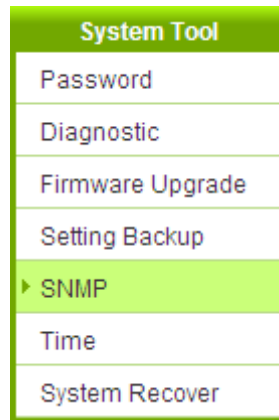 System Tool
Password
Diagnostic
Firmware Upgrade
Setting Backup
SNMP
Time
System Recover